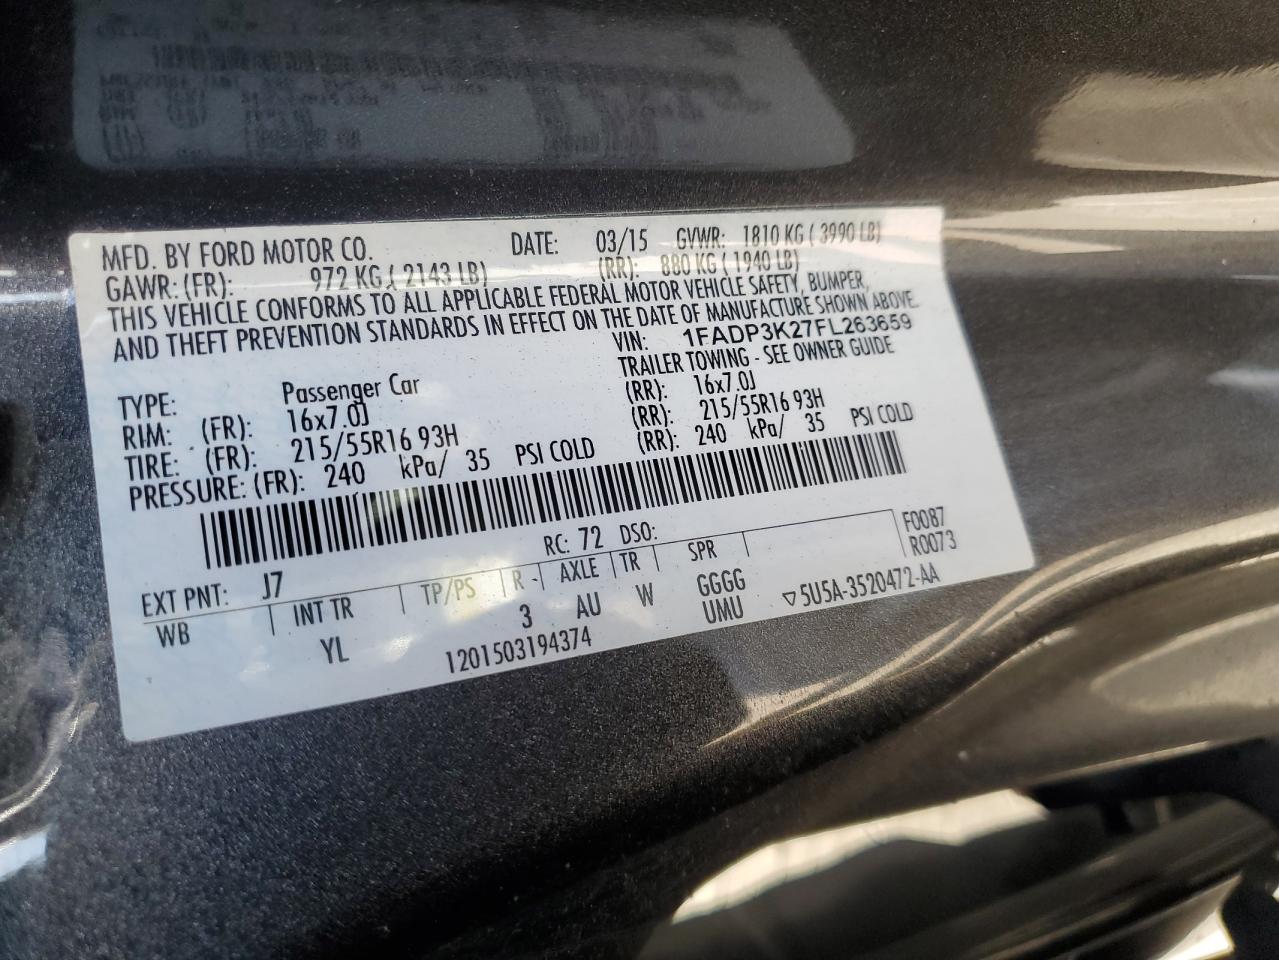 MFD. BY FORD MOTOR CO. DATE: 03/15 GVWR: 1810 KG ( 3990 LB)
GAWR: (FR): 972 KG ( 2143 LB) (RR): 880 KG ( 1940 LB)
THIS VEHICLE CONFORMS TO ALL APPLICABLE FEDERAL MOTOR VEHICLE SAFETY, BUMPER,
AND THEFT PREVENTION STANDARDS IN EFFECT ON THE DATE OF MANUFACTURE SHOWN ABOVE.
VIN: 1FADP3K27FL263659
TYPE: Passenger Car TRAILER TOWING - SEE OWNER GUIDE
RIM: (FR): 16x7.0J (RR): 16x7.0J
TIRE: (FR): 215/55R16 93H (RR): 215/55R16 93H
PRESSURE: (FR): 240 kPa/ 35 PSI COLD (RR): 240 kPa/ 35 PSI COLD
EXT PNT: J7 RC: 72 DSO: F0087
WB INT TR TP/PS R - AXLE TR SPR R0073
YL 3 AU W GGGG
UMU ▽5U5A-3520472-AA
1201503194374